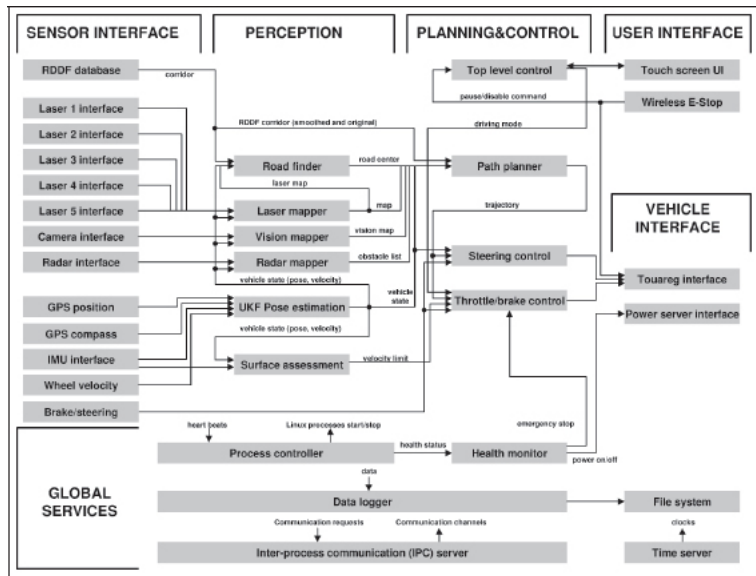 SENSOR INTERFACE
PERCEPTION
PLANNING&CONTROL
USER INTERFACE
RDDF database
Top level control
Touch screen UI
corridor
pause/disable command
Wireless E-Stop
Laser 1 interface
RDDF corridor (smoothed and original)
driving mode
Laser 2 interface
Laser 3 interface
Road finder
road center
Path planner
Laser 4 interface
laser map
Laser 5 interface
Laser mapper
map
trajectory
VEHICLE
INTERFACE
Camera interface
Vision mapper
vision map
Radar interface
Radar mapper
obstacle list
Steering control
vehicle state (pose, velocity)
vehicle
state
Touareg interface
GPS position
UKF Pose estimation
Throttle/brake control
Power server interface
GPS compass
vehicle state (pose, velocity)
IMU interface
Surface assessment
velocity limit
Wheel velocity
Brake/steering
heart beats
Linux processes start/stop
emergency stop
health status
Process controller
Health monitor
power on/off
GLOBAL
SERVICES
data
Data logger
File system
Communication requests
Communication channels
clocks
Inter-process communication (IPC) server
Time server